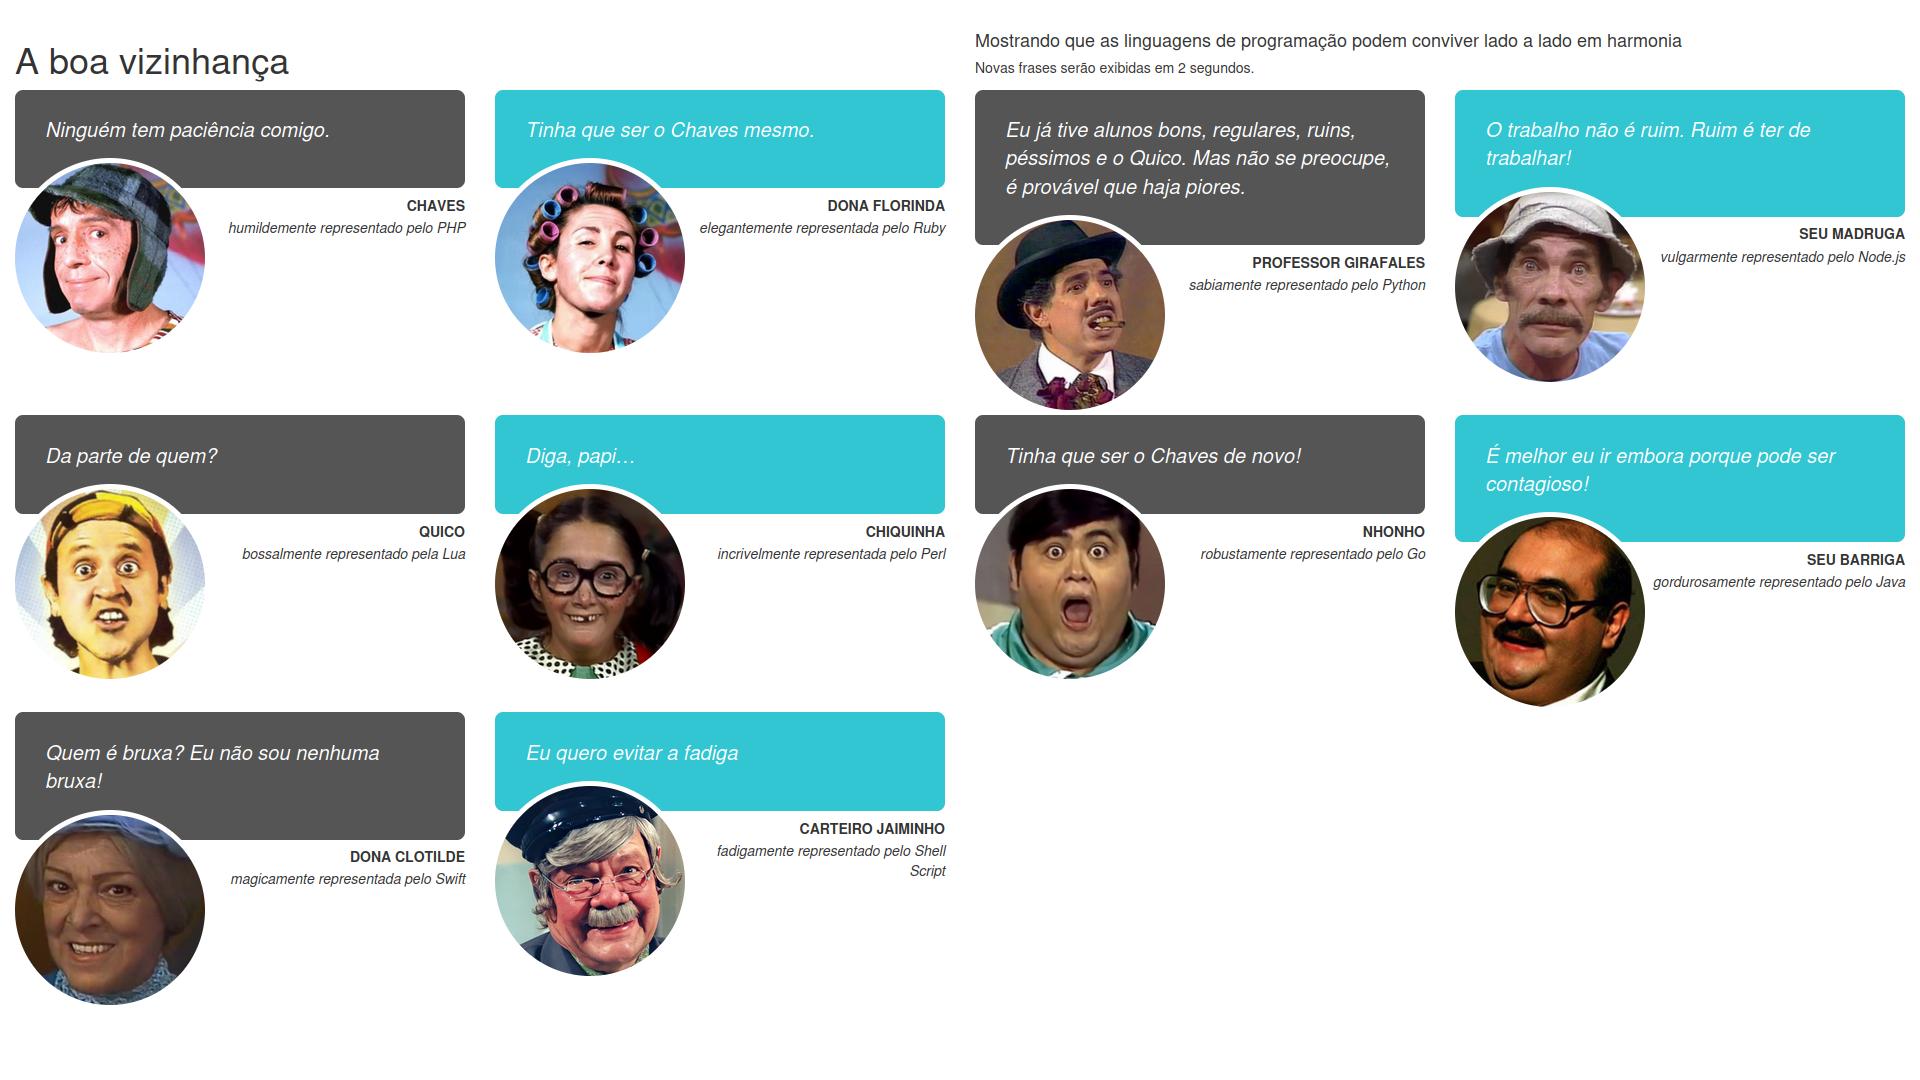 A boa vizinhança
Mostrando que as linguagens de programação podem conviver lado a lado em harmonia
Novas frases serão exibidas em 2 segundos.
Ninguém tem paciência comigo.
CHAVES
humildemente representado pelo PHP
Tinha que ser o Chaves mesmo.
DONA FLORINDA
elegantemente representada pelo Ruby
Eu já tive alunos bons, regulares, ruins,
péssimos e o Quico. Mas não se preocupe,
é provável que haja piores.
PROFESSOR GIRAFALES
sabiamente representado pelo Python
O trabalho não é ruim. Ruim é ter de
trabalhar!
SEU MADRUGA
vulgarmente representado pelo Node.js
Da parte de quem?
QUICO
bossalmente representado pela Lua
Diga, papi…
CHIQUINHA
incrivelmente representada pelo Perl
Tinha que ser o Chaves de novo!
NHONHO
robustamente representado pelo Go
É melhor eu ir embora porque pode ser
contagioso!
SEU BARRIGA
gordurosamente representado pelo Java
Quem é bruxa? Eu não sou nenhuma
bruxa!
DONA CLOTILDE
magicamente representada pelo Swift
Eu quero evitar a fadiga
CARTEIRO JAIMINHO
fadigamente representado pelo Shell
Script